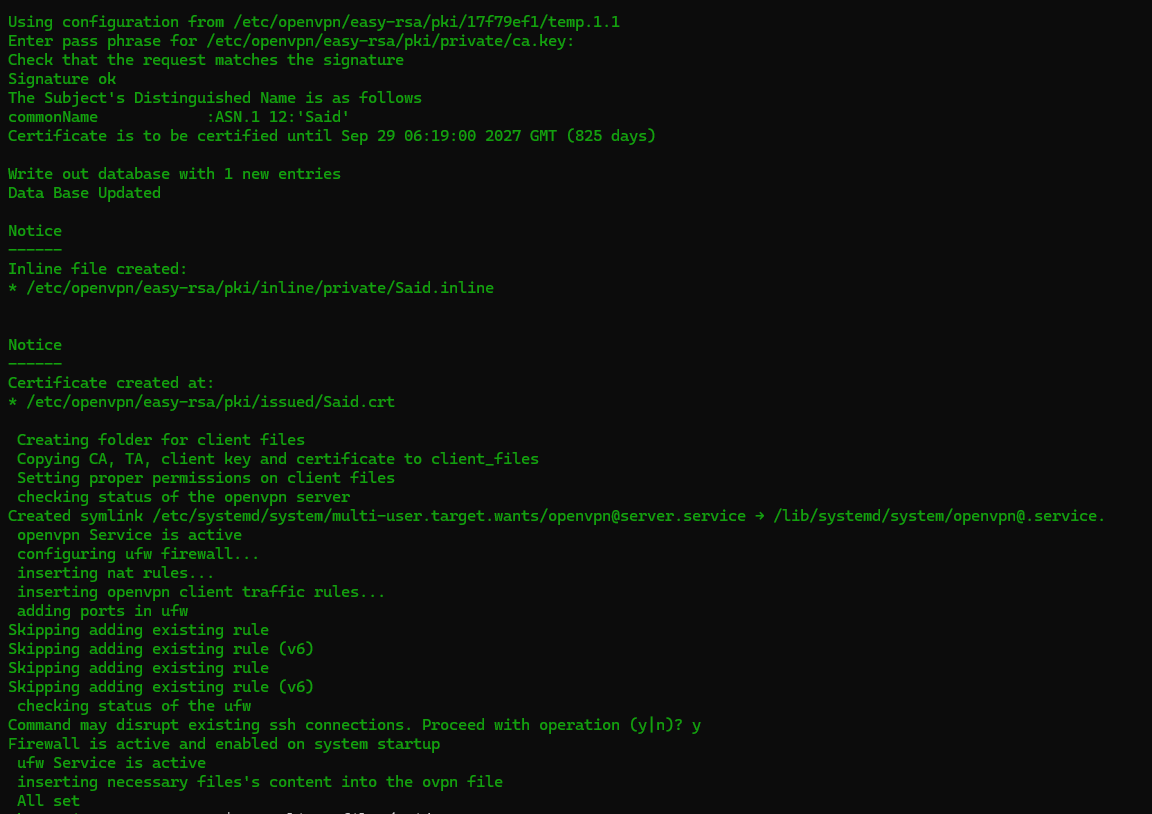 Using configuration from /etc/openvpn/easy-rsa/pki/17f79ef1/temp.1.1
Enter pass phrase for /etc/openvpn/easy-rsa/pki/private/ca.key:
Check that the request matches the signature
Signature ok
The Subject's Distinguished Name is as follows
commonName            :ASN.1 12:'Said'
Certificate is to be certified until Sep 29 06:19:00 2027 GMT (825 days)
Write out database with 1 new entries
Data Base Updated
Notice
------
Inline file created:
* /etc/openvpn/easy-rsa/pki/inline/private/Said.inline
Notice
------
Certificate created at:
* /etc/openvpn/easy-rsa/pki/issued/Said.crt
Creating folder for client files
Copying CA, TA, client key and certificate to client_files
Setting proper permissions on client files
checking status of the openvpn server
Created symlink /etc/systemd/system/multi-user.target.wants/openvpn@server.service → /lib/systemd/system/openvpn@.service.
openvpn Service is active
configuring ufw firewall...
inserting nat rules...
inserting openvpn client traffic rules...
adding ports in ufw
Skipping adding existing rule
Skipping adding existing rule (v6)
Skipping adding existing rule
Skipping adding existing rule (v6)
checking status of the ufw
Command may disrupt existing ssh connections. Proceed with operation (y|n)? y
Firewall is active and enabled on system startup
ufw Service is active
inserting necessary files's content into the ovpn file
All set